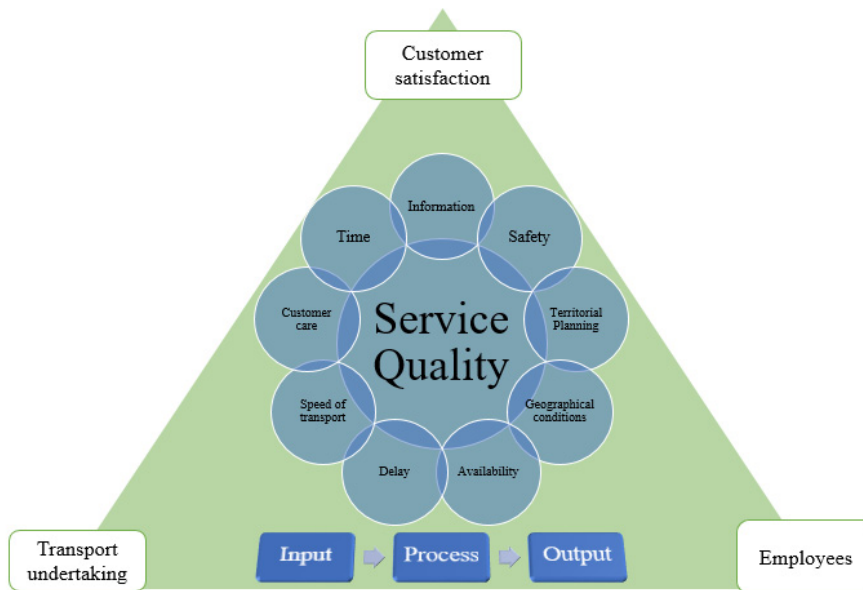 Customer
satisfaction
Information
Time
Safety
Customer
care
Territorial
Planning
Service
Quality
Speed of
transport
Geographical
conditions
Delay
Availability
Transport
undertaking
Input
Process
Output
Employees